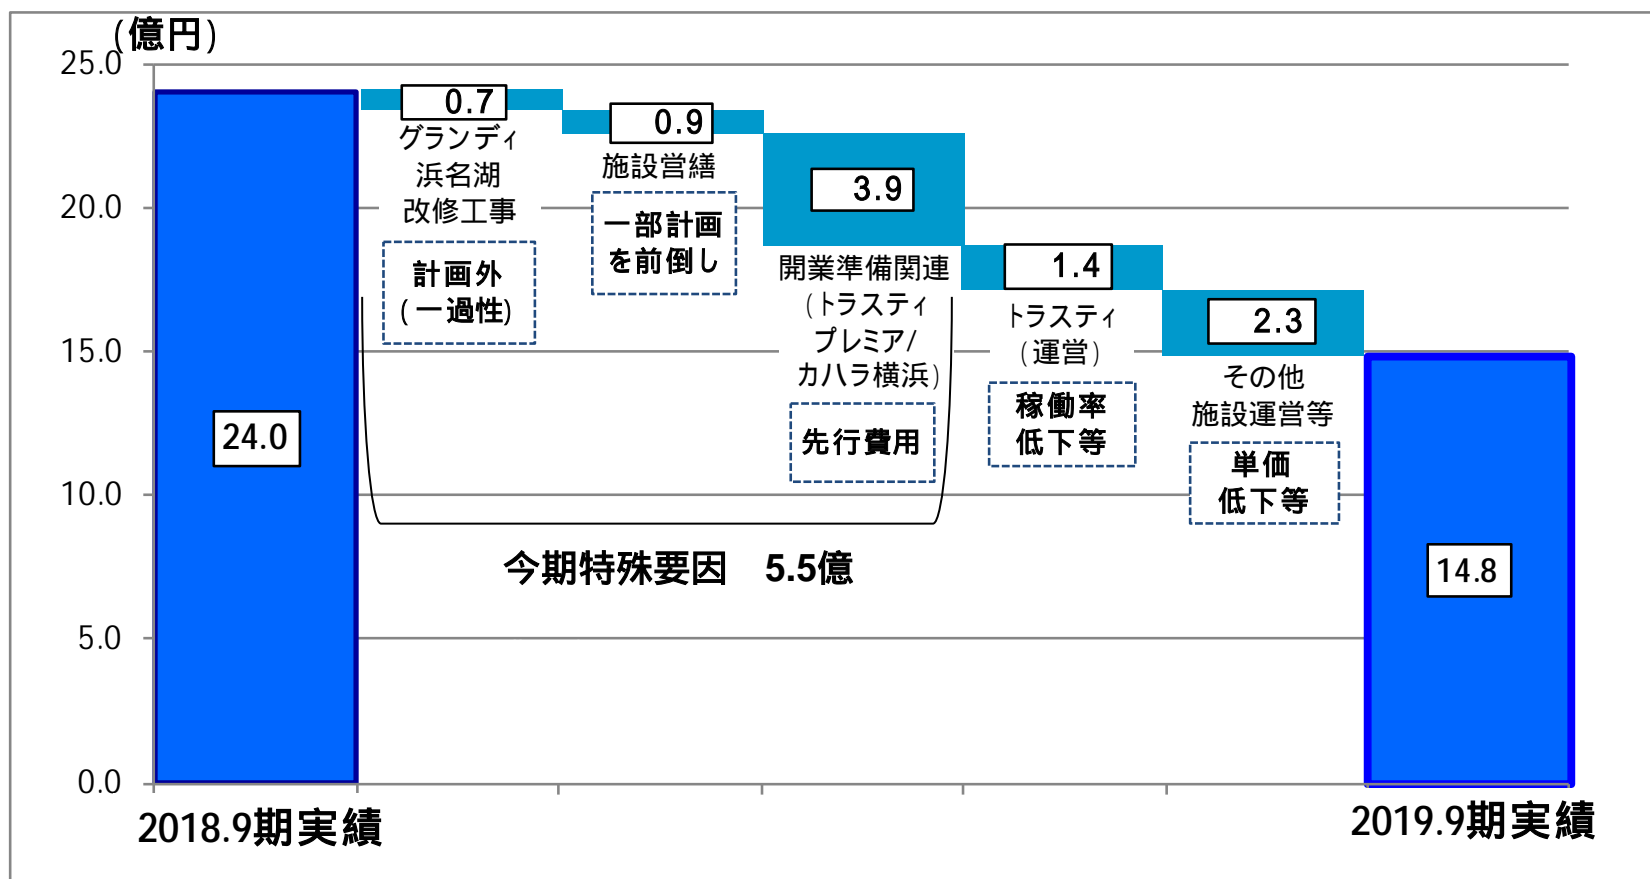 (億円)
25.0
20.0
15.0
10.0
5.0
0.0
24.0
2018.9期実績
0.7
グランディ
浜名湖
改修工事
計画外
(一過性)
0.9
施設営繕
一部計画
を前倒し
3.9
開業準備関連
(トラスティ
プレミア/
カハラ横浜)
先行費用
今期特殊要因 5.5億
1.4
トラスティ
(運営)
稼働率
低下等
2.3
その他
施設運営等
単価
低下等
14.8
2019.9期実績